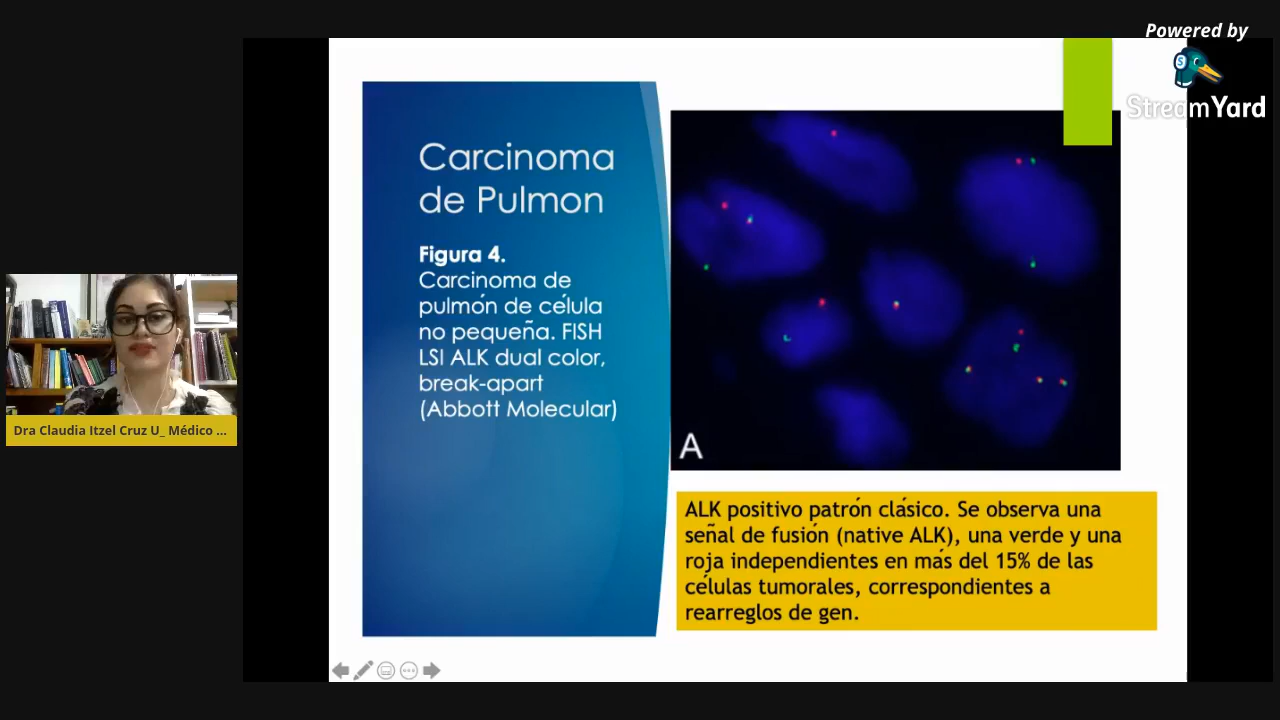 Powered by
StreamYard
Carcinoma
de Pulmon
Figura 4.
Carcinoma de
pulmón de célula
no pequeña. FISH
LSI ALK dual color,
break-apart
(Abbott Molecular)
A
ALK positivo patrón clásico. Se observa una
señal de fusión (native ALK), una verde y una
roja independientes en más del 15% de las
células tumorales, correspondientes a
rearreglos de gen.
Dra Claudia Itzel Cruz U_ Médico ...